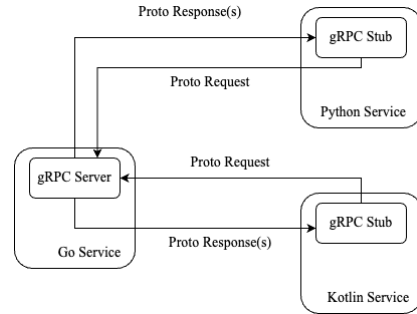 Proto Response(s)
gRPC Stub
Proto Request
Python Service
Proto Request
gRPC Server
gRPC Stub
Proto Response(s)
Go Service
Kotlin Service